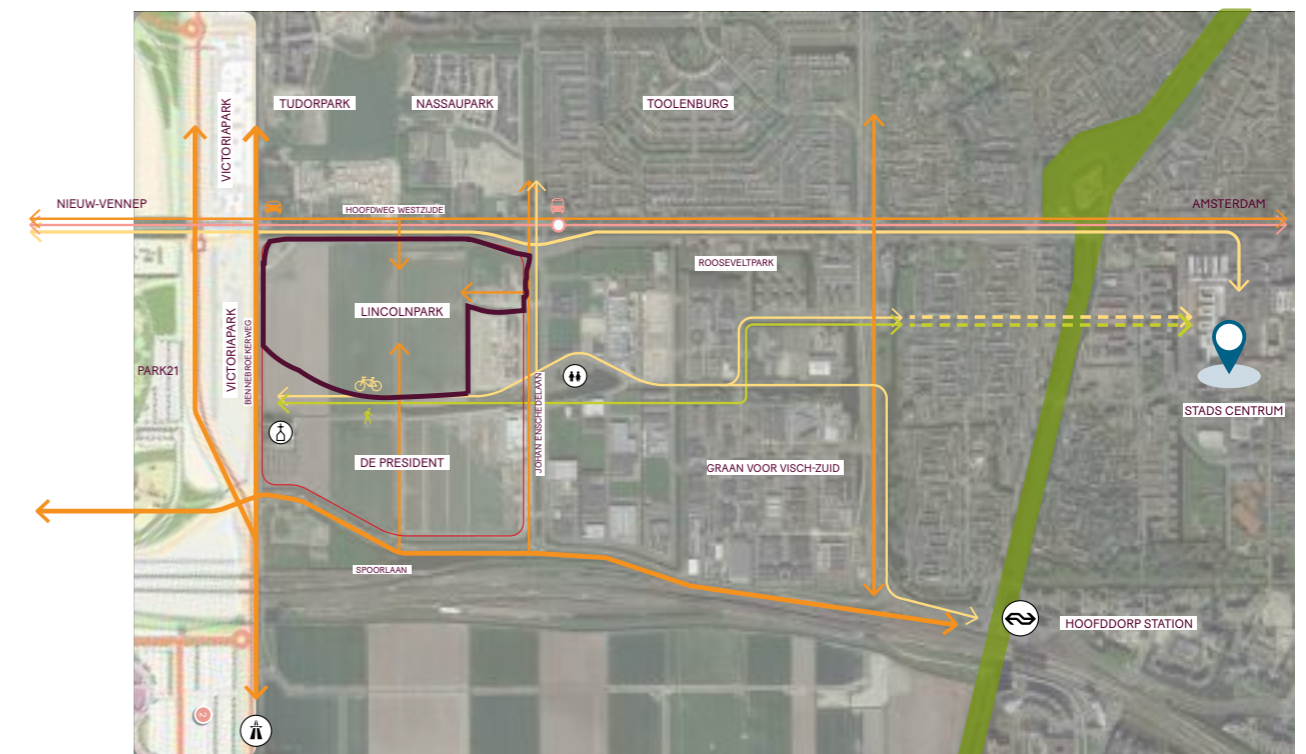 TUDORPARK
NASSAUPARK
TOOLENBURG
VICTORIAPARK
NIEUW-VENNEP
AMSTERDAM
HOOFDWEG WESTZIJDE
ROOSEVELTPARK
LINCOLNPARK
VICTORIAPARK
BENNEBROEKERWEG
PARK21
JOHAN ENSCHEDELAAN
STADS CENTRUM
DE PRESIDENT
GRAAN VOOR VISCH-ZUID
SPOORLAAN
HOOFDDORP STATION
2